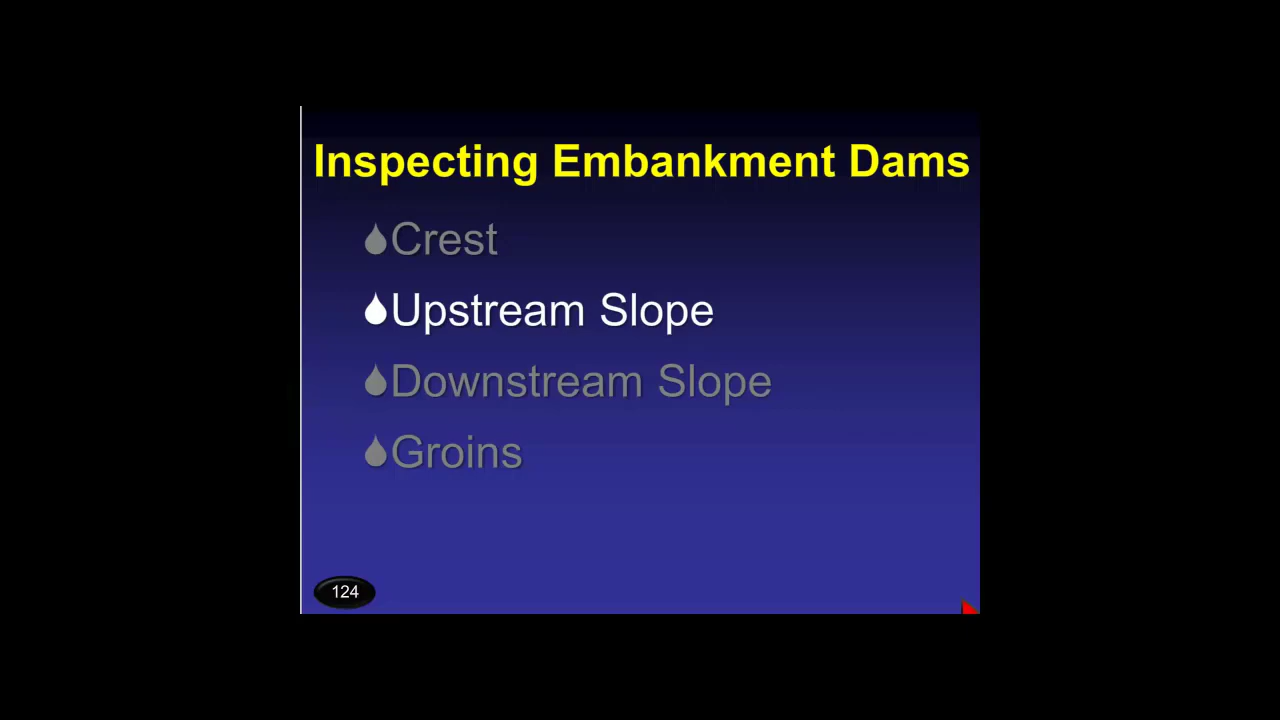 Inspecting Embankment Dams
Crest
Upstream Slope
Downstream Slope
Groins
124